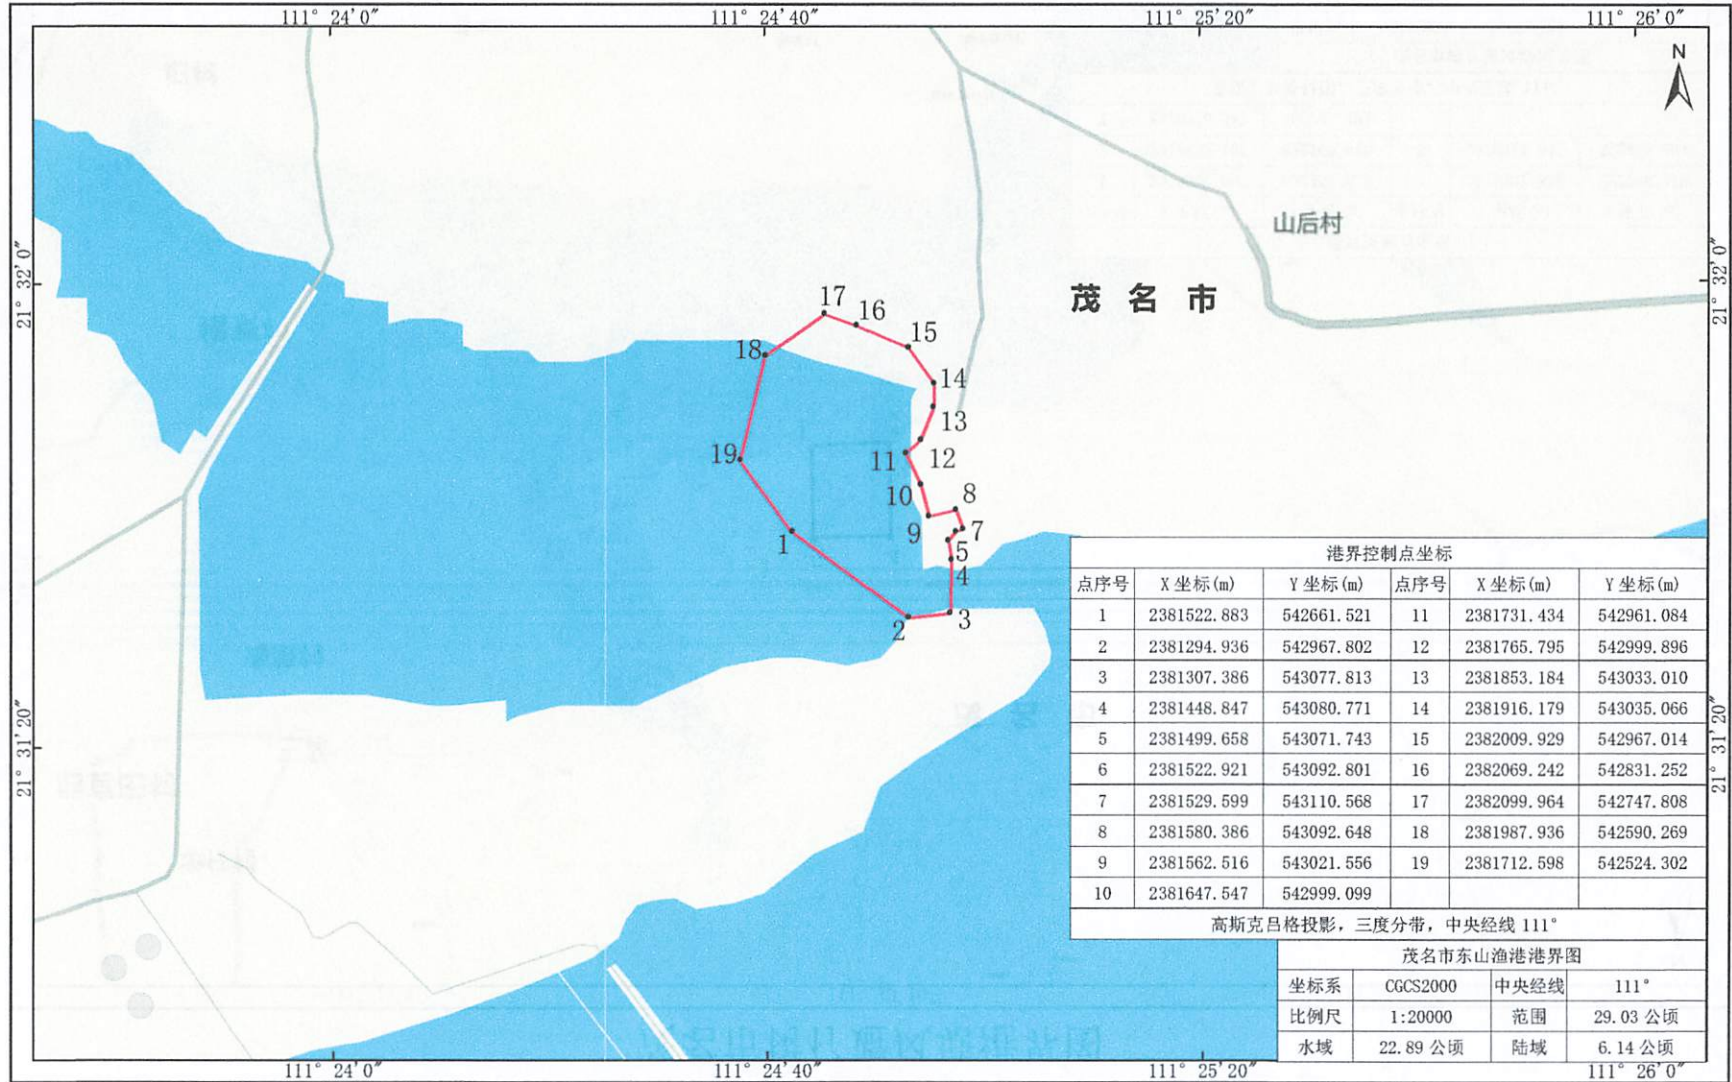 111° 24′0″ 111° 24′40″ 111° 25′20″ 111° 26′0″
N
21° 32′0″
21° 32′0″
山后村
茂名市
17
16
15
18
14
13
19
11
12
10
8
9
7
1
5
4
3
2
21° 31′20″
21° 31′20″
港界控制点坐标
点序号 X坐标(m) Y坐标(m) 点序号 X坐标(m) Y坐标(m)
1 2381522.883 542661.521 11 2381731.434 542961.084
2 2381294.936 542967.802 12 2381765.795 542999.896
3 2381307.386 543077.813 13 2381853.184 543033.010
4 2381448.847 543080.771 14 2381916.179 543035.066
5 2381499.658 543071.743 15 2382009.929 542967.014
6 2381522.921 543092.801 16 2382069.242 542831.252
7 2381529.599 543110.568 17 2382099.964 542747.808
8 2381580.386 543092.648 18 2381987.936 542590.269
9 2381562.516 543021.556 19 2381712.598 542524.302
10 2381647.547 542999.099
高斯克吕格投影，三度分带，中央经线 111°
茂名市东山渔港港界图
坐标系 CGCS2000 中央经线 111°
比例尺 1:20000 范围 29.03 公顷
水域 22.89 公顷 陆域 6.14 公顷
111° 24′0″ 111° 24′40″ 111° 25′20″ 111° 26′0″